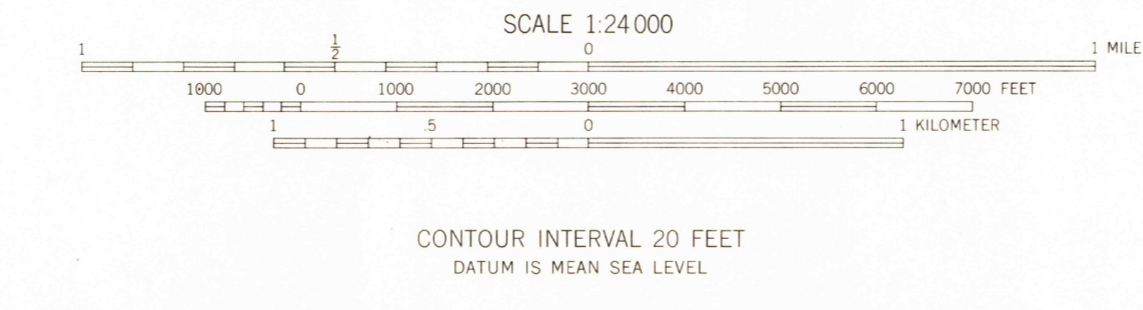 SCALE 1:24 000
1 1/2 0 1 MILE
1000 0 1000 2000 3000 4000 5000 6000 7000 FEET
1 .5 0 1 KILOMETER
CONTOUR INTERVAL 20 FEET
DATUM IS MEAN SEA LEVEL